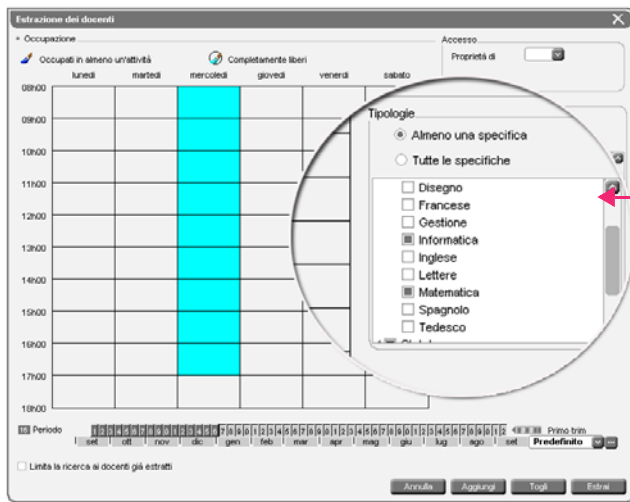 Estrazione dei docenti
Occupazione
Accesso
Occupati in almeno un'attività
Completamente liberi
Proprietà di
lunedì martedì mercoledì giovedì venerdì sabato
08h00
09h00
10h00
11h00
12h00
13h00
14h00
15h00
16h00
17h00
18h00
Tipologie
Almeno una specifica
Tutte le specifiche
Disegno
Francese
Gestione
Informatica
Inglese
Lettere
Matematica
Spagnolo
Tedesco
Periodo
Primo trim
set ott nov dic gen feb mar apr mag giu lug ago set Predefinito
Limita la ricerca ai docenti già estratti
Annulla Aggiungi Togli Estrai